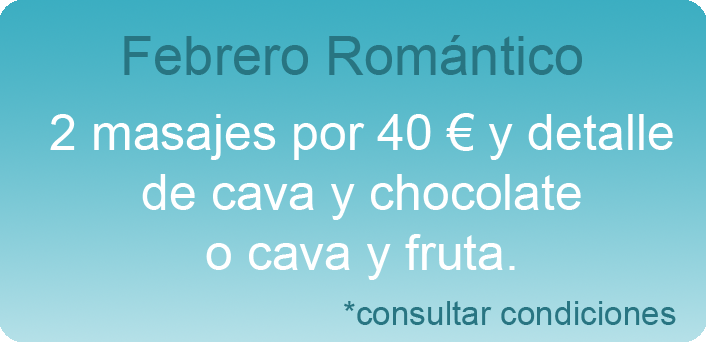 Febrero Romántico
2 masajes por 40 € y detalle
de cava y chocolate
o cava y fruta.
*consultar condiciones